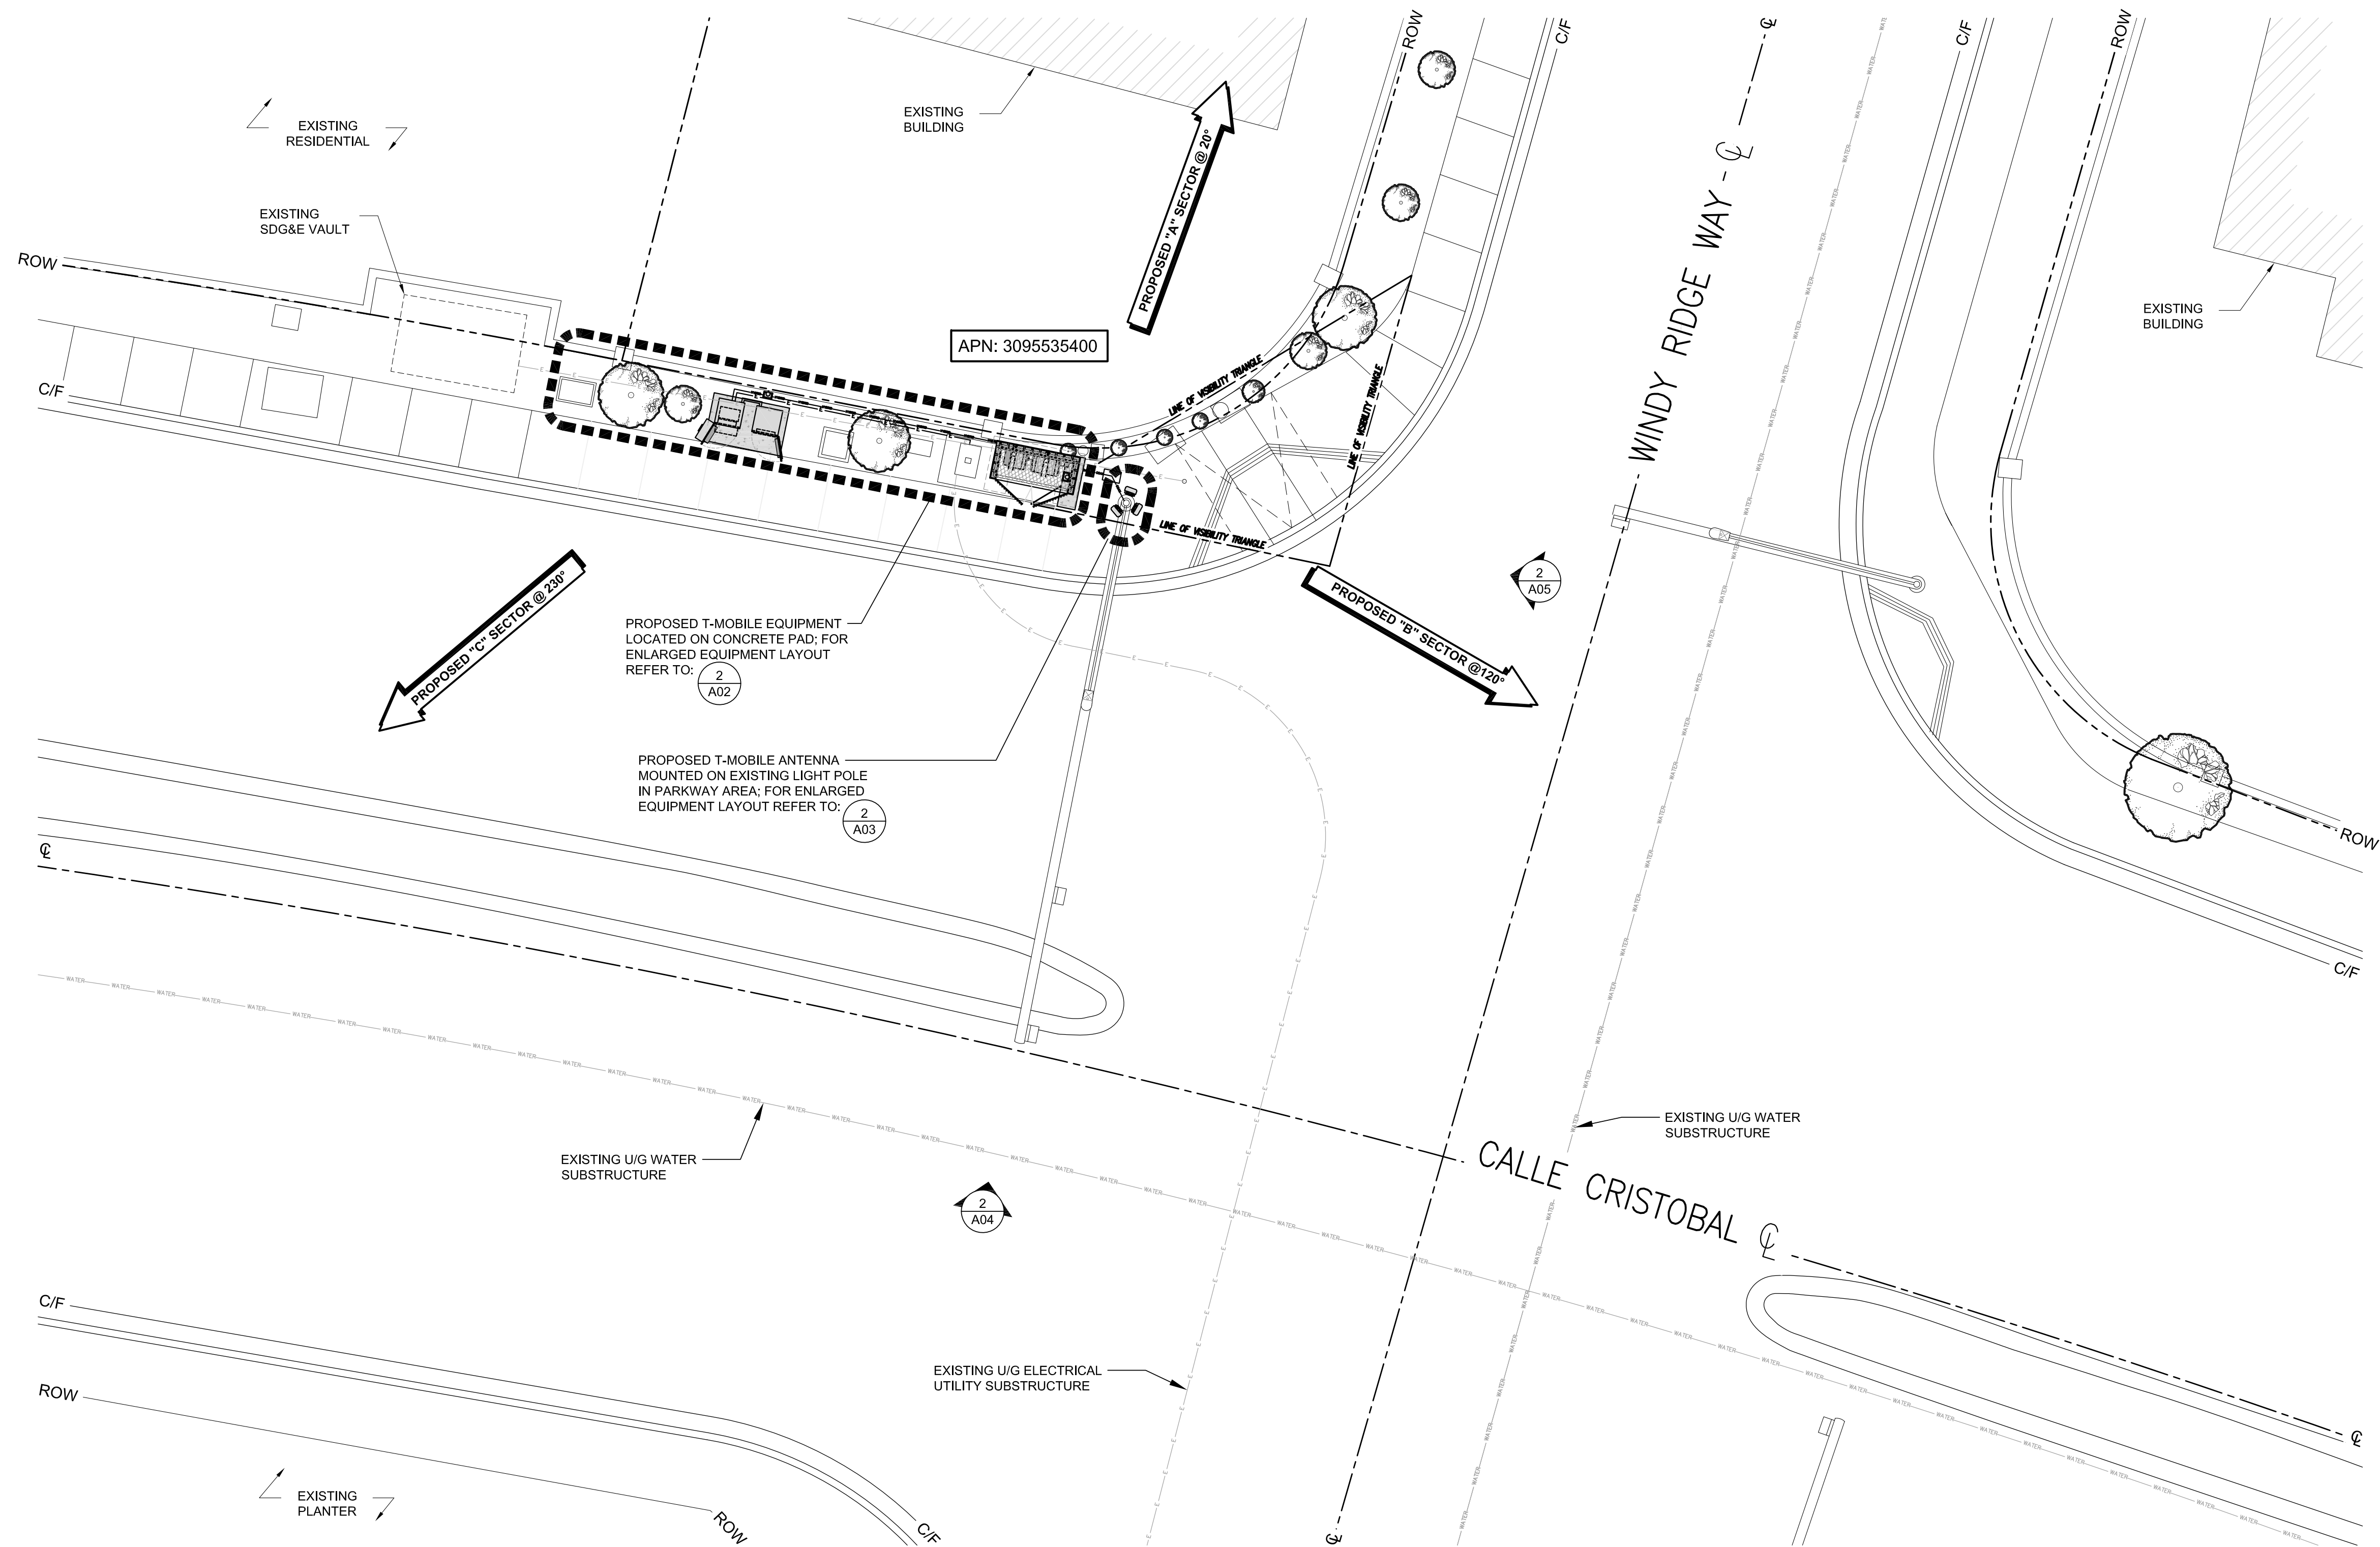 ROW
C/F
℄
C/F
ROW
EXISTING
RESIDENTIAL
EXISTING
BUILDING
PROPOSED "A" SECTOR @ 20°
EXISTING
SDG&E VAULT
ROW
C/F
APN: 3095535400
LINE OF VISIBILITY TRIANGLE
LINE OF VISIBILITY TRIANGLE
LINE OF VISIBILITY TRIANGLE
WINDY RIDGE WAY - ℄
EXISTING
BUILDING
PROPOSED "C" SECTOR @ 230°
PROPOSED T-MOBILE EQUIPMENT
LOCATED ON CONCRETE PAD; FOR
ENLARGED EQUIPMENT LAYOUT
REFER TO:
2
A02
PROPOSED "B" SECTOR @120°
2
A05
PROPOSED T-MOBILE ANTENNA
MOUNTED ON EXISTING LIGHT POLE
IN PARKWAY AREA; FOR ENLARGED
EQUIPMENT LAYOUT REFER TO:
2
A03
ROW
C/F
℄
WATER
E
EXISTING U/G WATER
SUBSTRUCTURE
EXISTING U/G WATER
SUBSTRUCTURE
2
A04
CALLE CRISTOBAL ℄
C/F
ROW
EXISTING U/G ELECTRICAL
UTILITY SUBSTRUCTURE
EXISTING
PLANTER
ROW
C/F
℄
℄